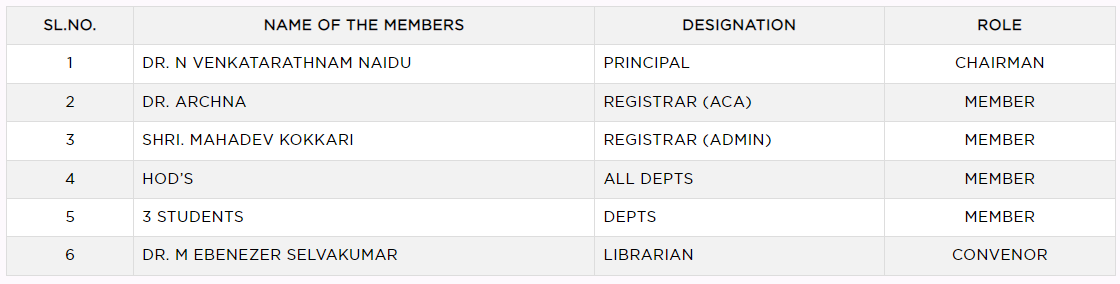 SL.NO. NAME OF THE MEMBERS DESIGNATION ROLE
1 DR. N VENKATARATHNAM NAIDU PRINCIPAL CHAIRMAN
2 DR. ARCHNA REGISTRAR (ACA) MEMBER
3 SHRI. MAHADEV KOKKARI REGISTRAR (ADMIN) MEMBER
4 HOD’S ALL DEPTS MEMBER
5 3 STUDENTS DEPTS MEMBER
6 DR. M EBENEZER SELVAKUMAR LIBRARIAN CONVENOR